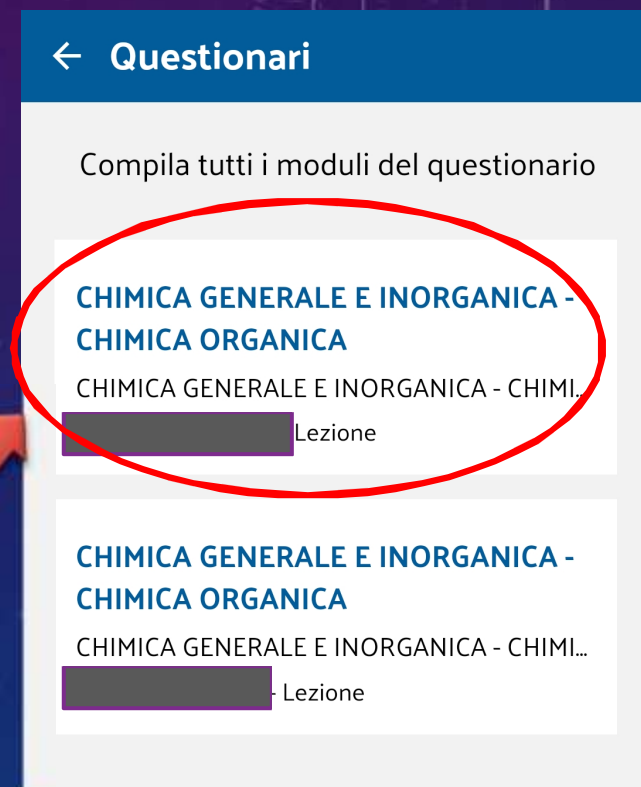 ← Questionari
Compila tutti i moduli del questionario
CHIMICA GENERALE E INORGANICA -
CHIMICA ORGANICA
CHIMICA GENERALE E INORGANICA - CHIMI...
Lezione
CHIMICA GENERALE E INORGANICA -
CHIMICA ORGANICA
CHIMICA GENERALE E INORGANICA - CHIMI...
- Lezione